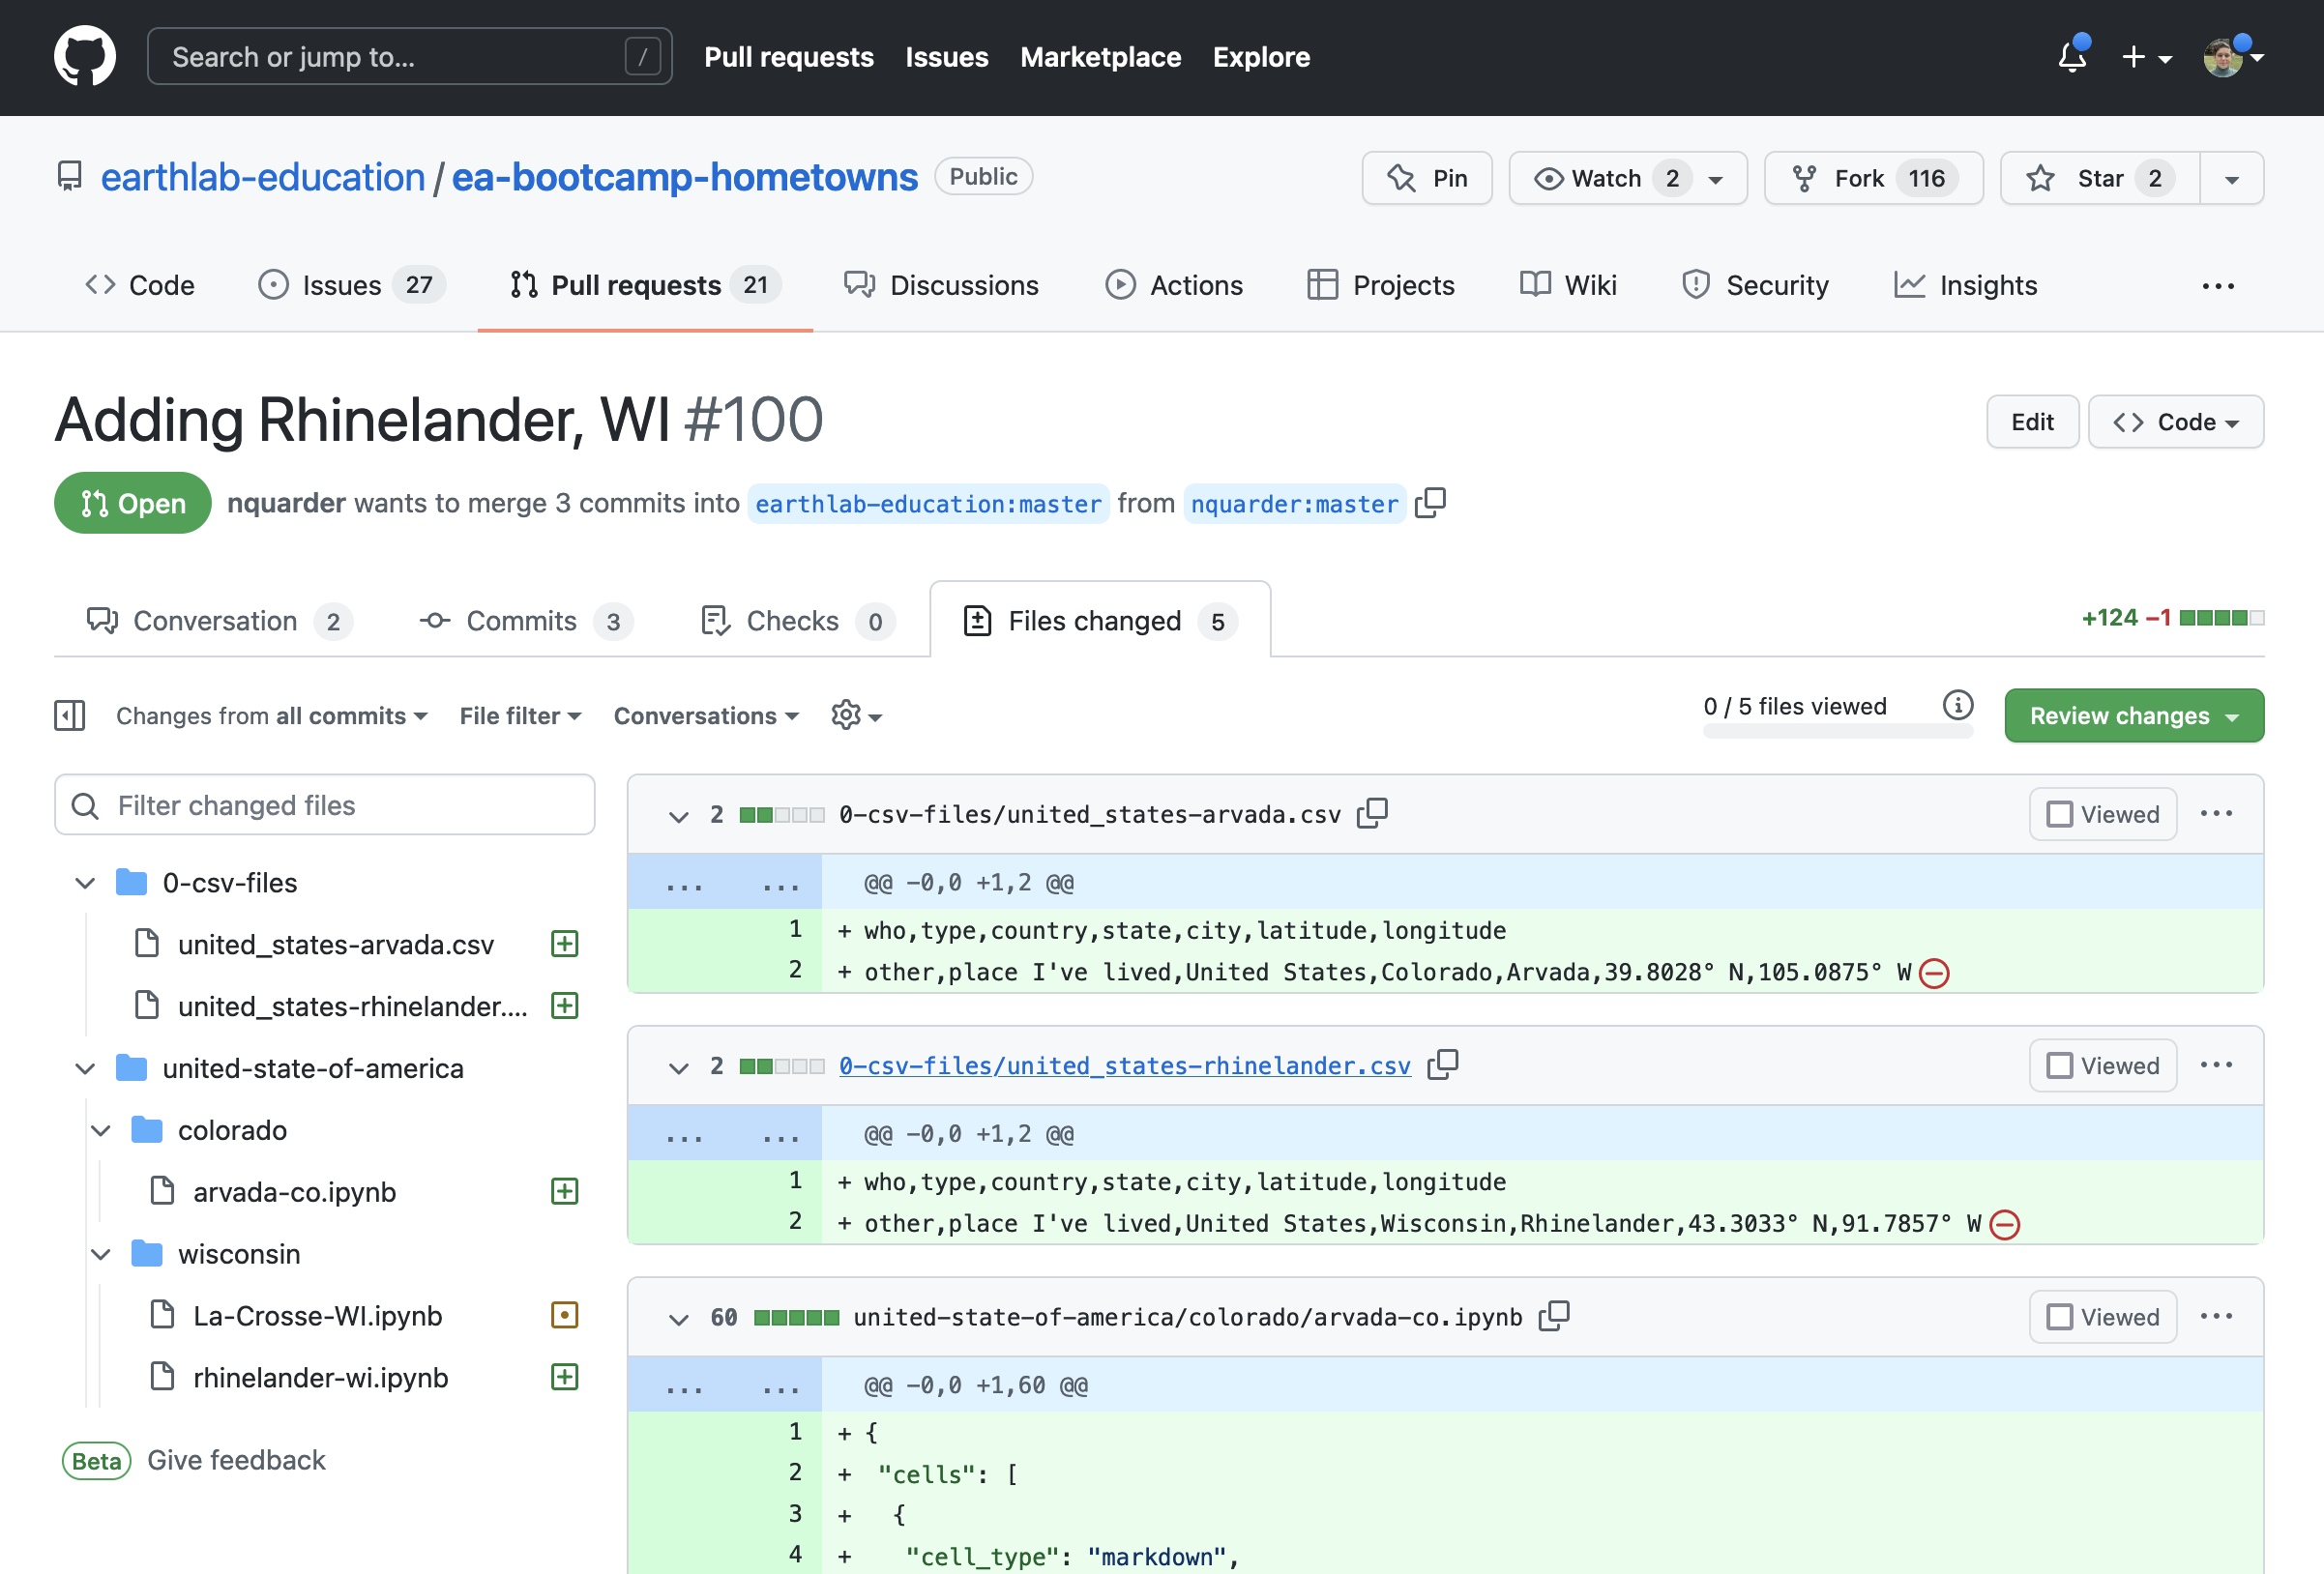 Search or jump to... /
Pull requests Issues Marketplace Explore
earthlab-education / ea-bootcamp-hometowns Public
Pin Watch 2 Fork 116 Star 2
Code Issues 27 Pull requests 21 Discussions Actions Projects Wiki Security Insights
Adding Rhinelander, WI #100
Edit Code
Open nquarder wants to merge 3 commits into earthlab-education:master from nquarder:master
Conversation 2 Commits 3 Checks 0 Files changed 5
+124 −1
Changes from all commits File filter Conversations
0 / 5 files viewed
Review changes
Filter changed files
0-csv-files
united_states-arvada.csv
united_states-rhinelander....
united-state-of-america
colorado
arvada-co.ipynb
wisconsin
La-Crosse-WI.ipynb
rhinelander-wi.ipynb
Beta Give feedback
2 0-csv-files/united_states-arvada.csv Viewed
... ... @@ -0,0 +1,2 @@
1 + who,type,country,state,city,latitude,longitude
2 + other,place I've lived,United States,Colorado,Arvada,39.8028° N,105.0875° W
2 0-csv-files/united_states-rhinelander.csv Viewed
... ... @@ -0,0 +1,2 @@
1 + who,type,country,state,city,latitude,longitude
2 + other,place I've lived,United States,Wisconsin,Rhinelander,43.3033° N,91.7857° W
60 united-state-of-america/colorado/arvada-co.ipynb Viewed
... ... @@ -0,0 +1,60 @@
1 + {
2 + "cells": [
3 + {
4 + "cell_type": "markdown",